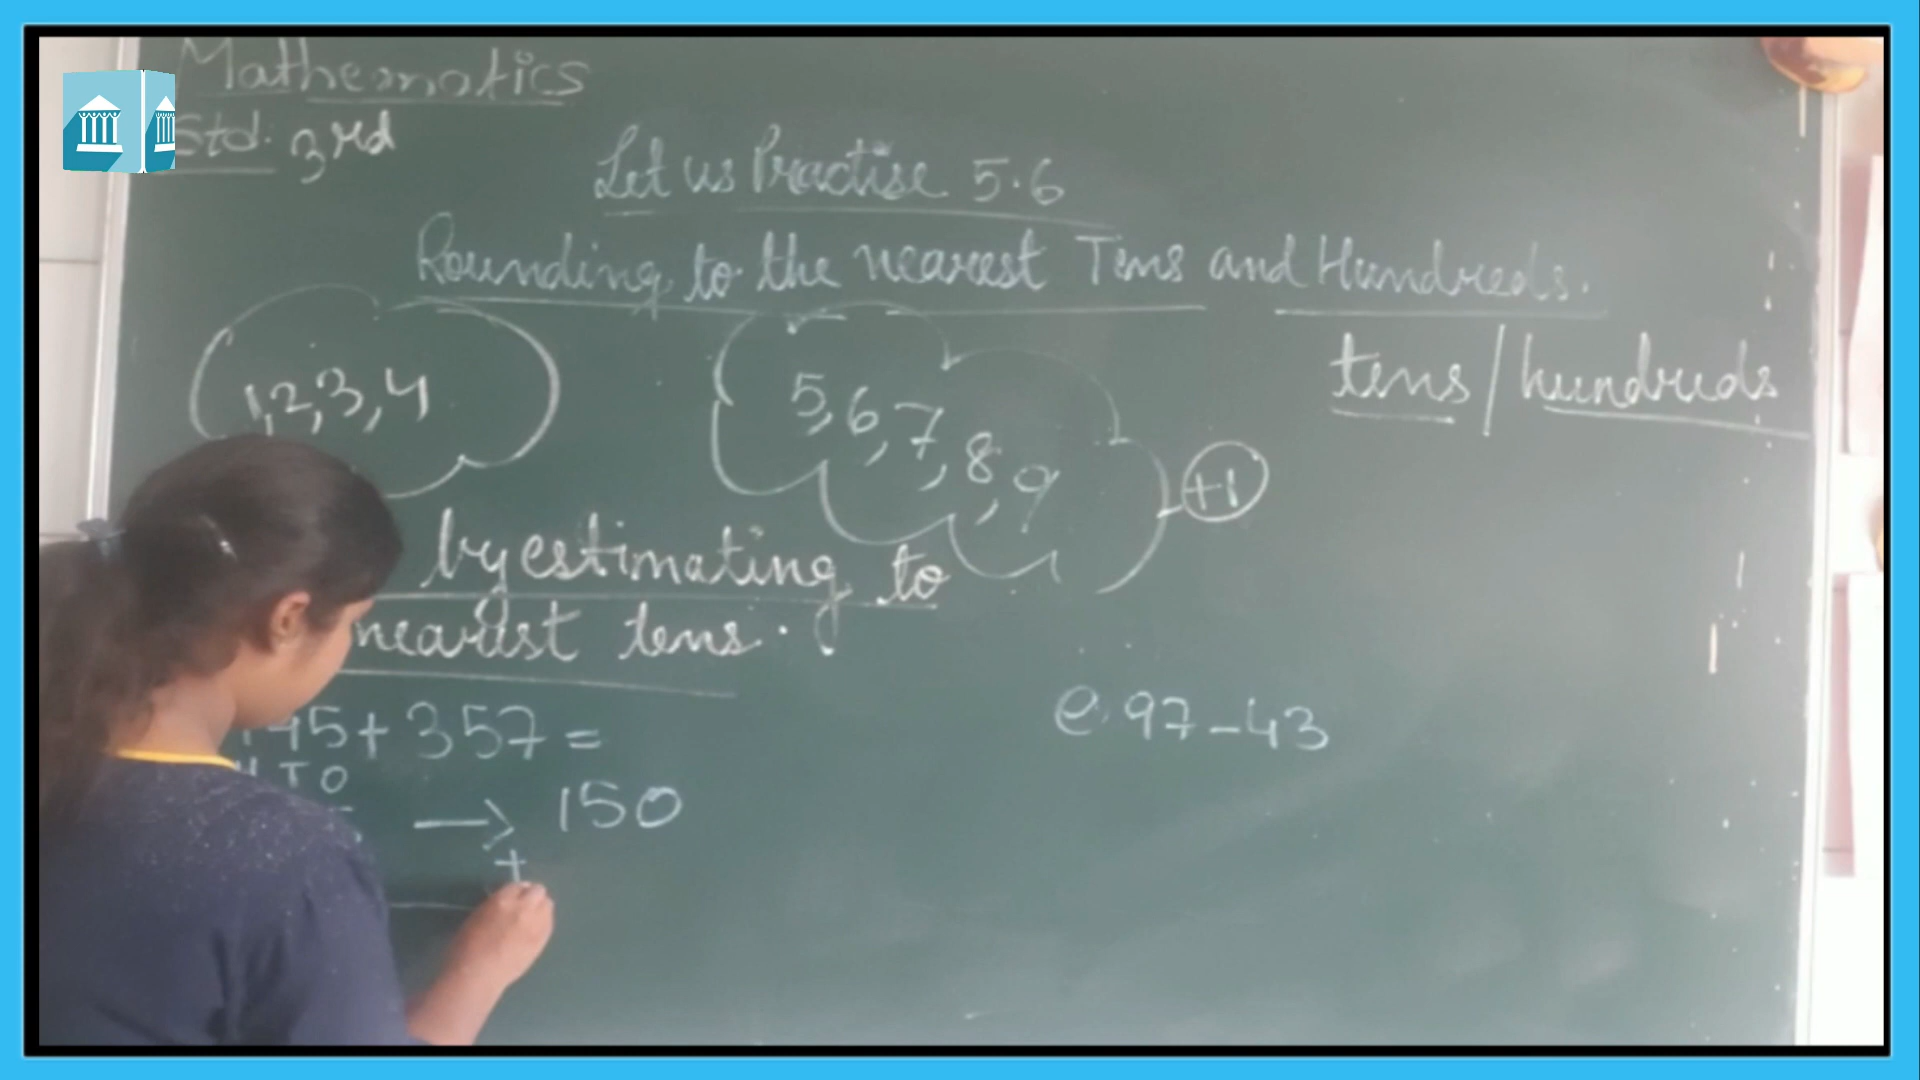 Mathematics
Std. 3rd
Let us Practise 5.6
Rounding to the nearest Tens and Hundreds.
tens/hundreds
1,2,3,4
5,6,7,8,9
+1
by estimating to
nearest tens.
45+357=
T O
→ 150
+
e. 97-43